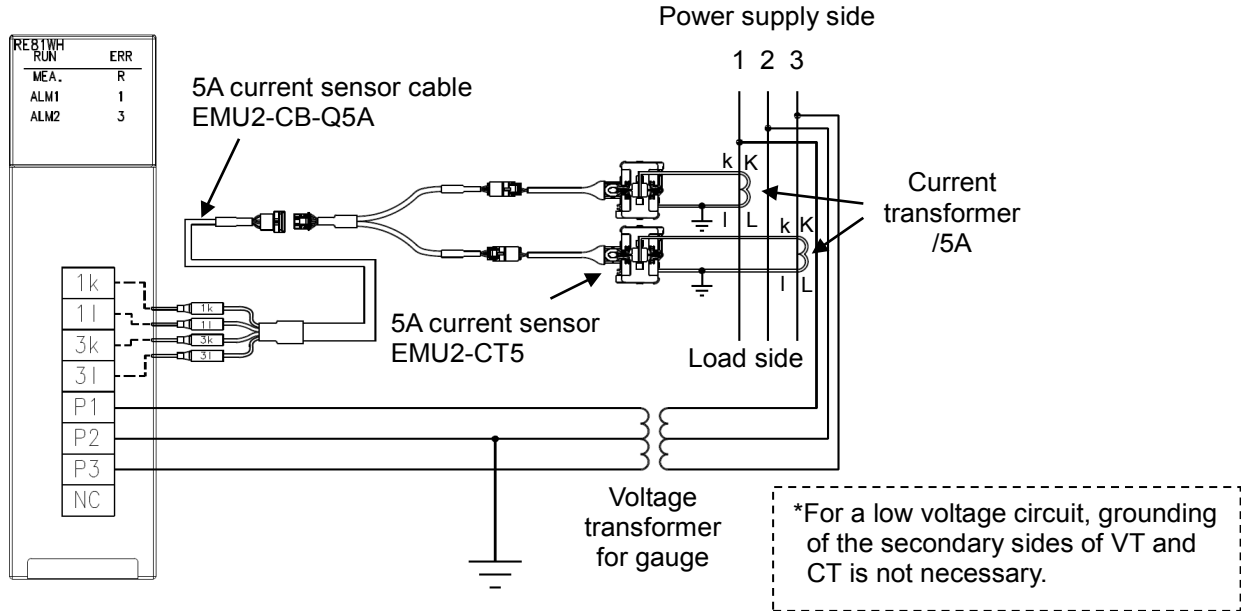 Power supply side
RE81WH
RUN ERR
MEA. R
ALM1 1
ALM2 3
1 2 3
5A current sensor cable
EMU2-CB-Q5A
k K
l L
k K
l L
Current
transformer
/5A
1k
1l
3k
3l
P1
P2
P3
NC
1k
1l
3k
3l
5A current sensor
EMU2-CT5
Load side
Voltage
transformer
for gauge
*For a low voltage circuit, grounding
of the secondary sides of VT and
CT is not necessary.